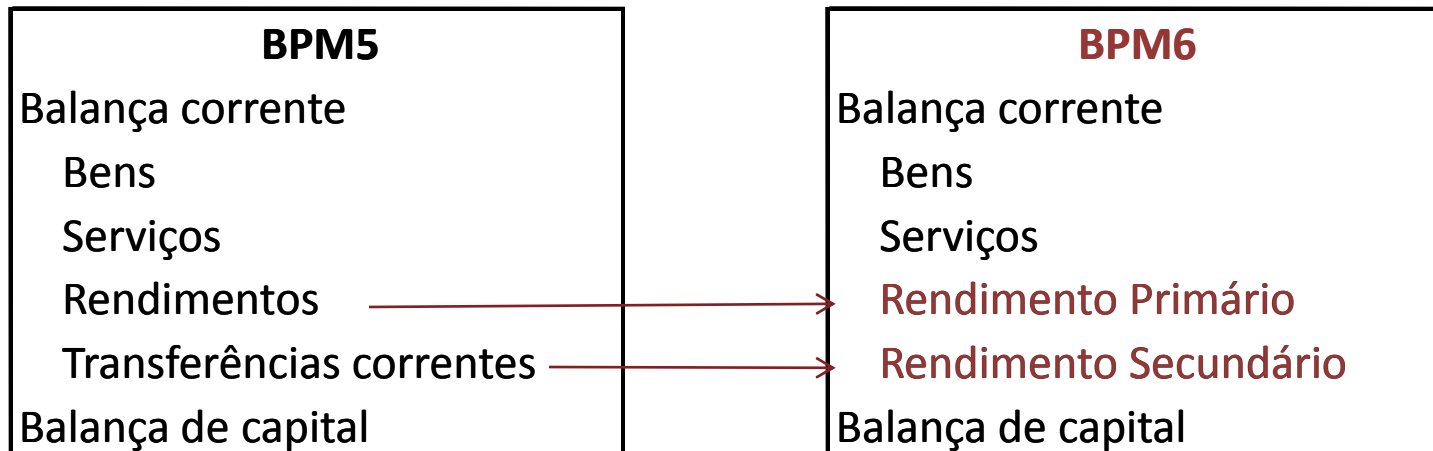 BPM5
Balança corrente
Bens
Serviços
Rendimentos
Transferências correntes
Balança de capital
BPM6
Balança corrente
Bens
Serviços
Rendimento Primário
Rendimento Secundário
Balança de capital